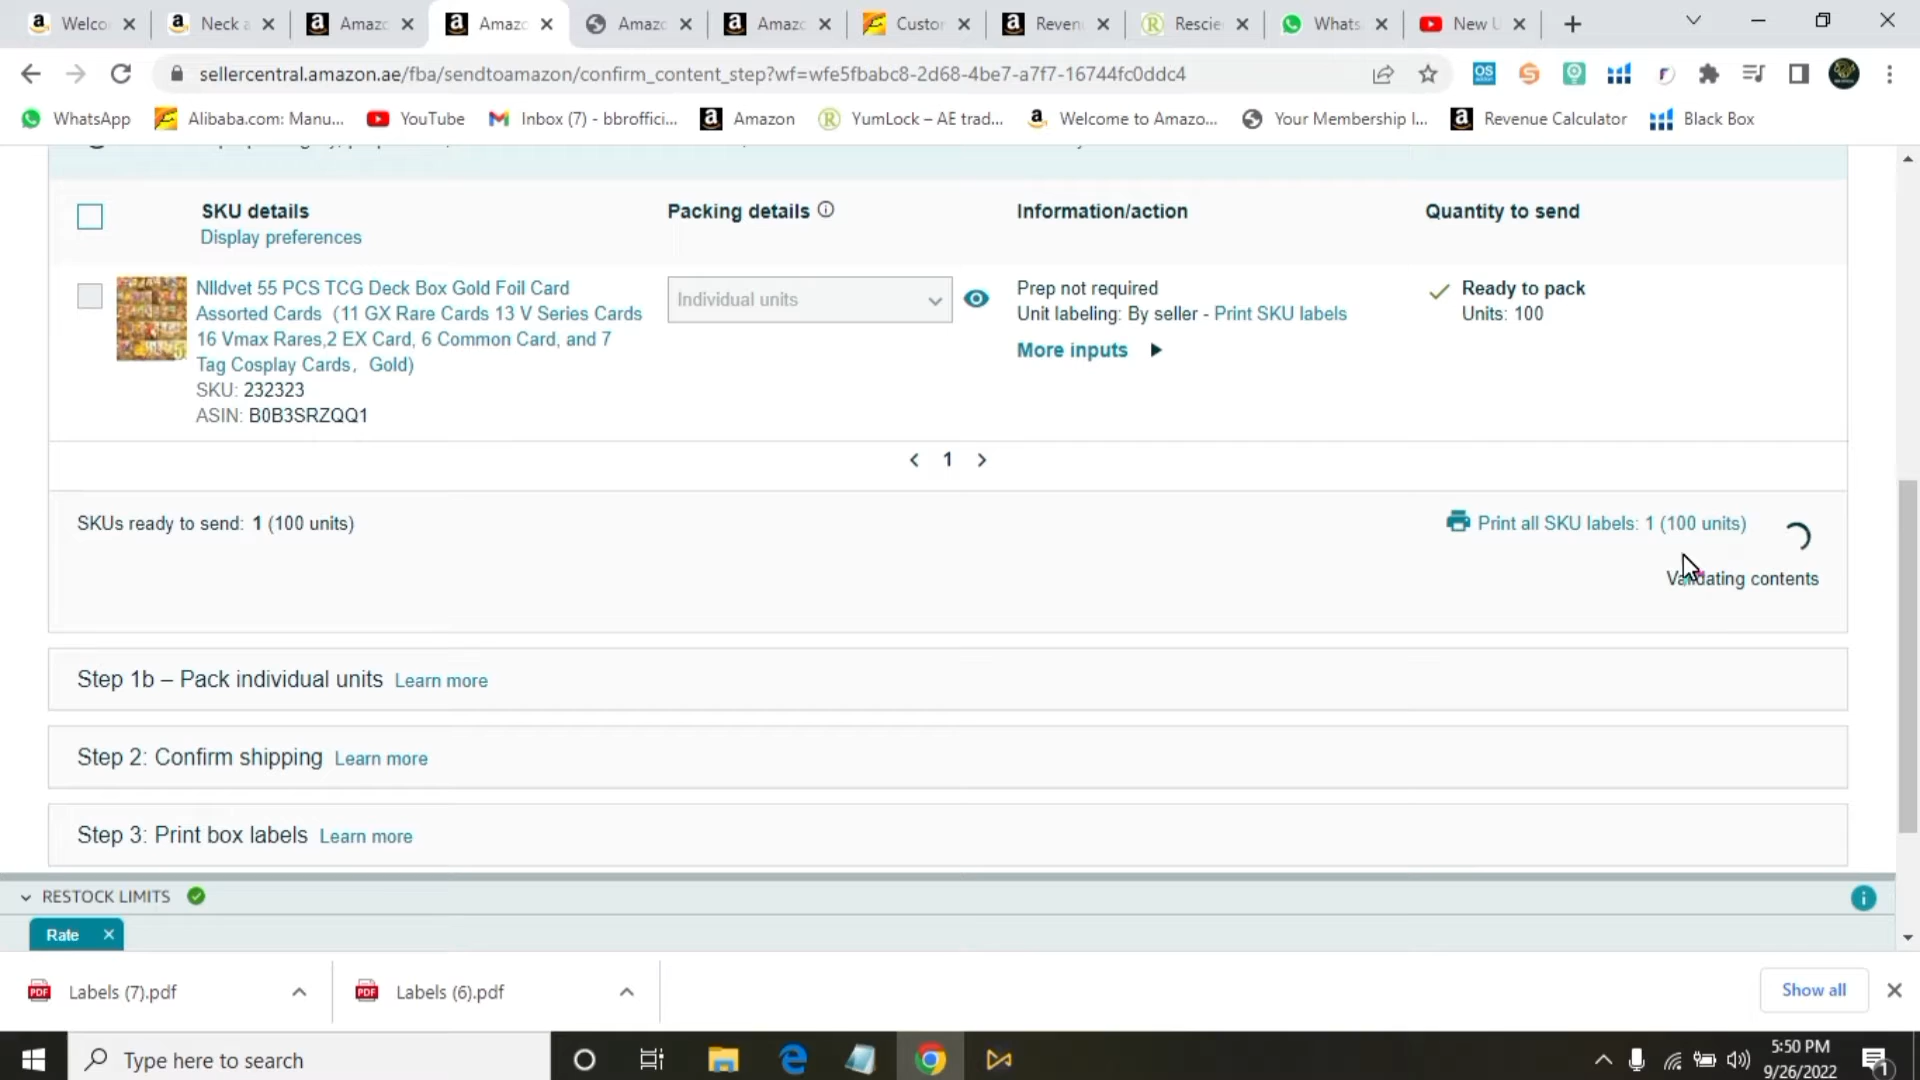 Welco
Neck a
Amazo
Amazo
Amazo
Amazo
Custor
Reven
Rescie
Whats
New U
sellercentral.amazon.ae/fba/sendtoamazon/confirm_content_step?wf=wfe5fbabc8-2d68-4be7-a7f7-16744fc0ddc4
WhatsApp
Alibaba.com: Manu...
YouTube
Inbox (7) - bbroffici...
Amazon
YumLock – AE trad...
Welcome to Amazo...
Your Membership I...
Revenue Calculator
Black Box
SKU details
Display preferences
Packing details
Information/action
Quantity to send
NlIdvet 55 PCS TCG Deck Box Gold Foil Card
Assorted Cards（11 GX Rare Cards 13 V Series Cards
16 Vmax Rares,2 EX Card, 6 Common Card, and 7
Tag Cosplay Cards，Gold)
SKU: 232323
ASIN: B0B3SRZQQ1
Individual units
Prep not required
Unit labeling: By seller - Print SKU labels
More inputs
Ready to pack
Units: 100
1
SKUs ready to send: 1 (100 units)
Print all SKU labels: 1 (100 units)
Validating contents
Step 1b – Pack individual units Learn more
Step 2: Confirm shipping Learn more
Step 3: Print box labels Learn more
RESTOCK LIMITS
Rate
Labels (7).pdf
Labels (6).pdf
Show all
Type here to search
5:50 PM
9/26/2022
1